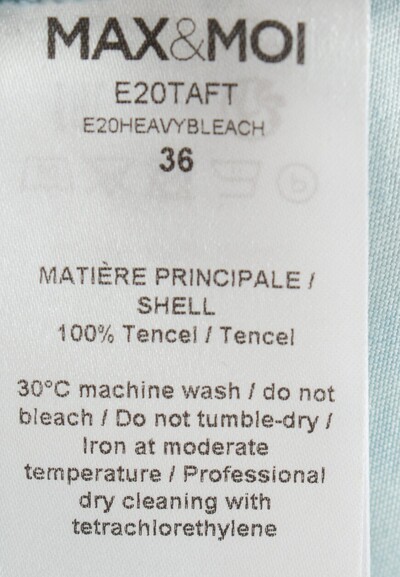 MAX&MOI
E20TAFT
E20HEAVYBLEACH
36
MATIÈRE PRINCIPALE /
SHELL
100% Tencel / Tencel
30°C machine wash / do not
bleach / Do not tumble-dry /
Iron at moderate
temperature / Professional
dry cleaning with
tetrachlorethylene